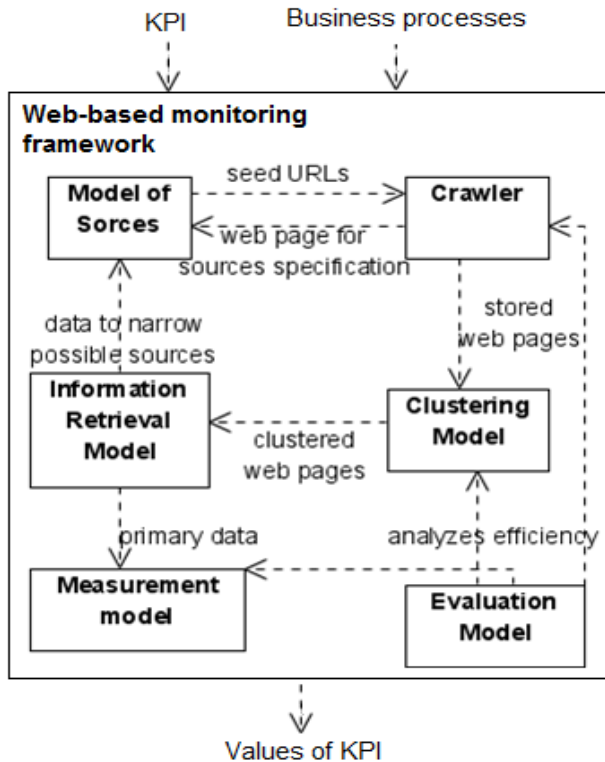 KPI
Business processes
Web-based monitoring
framework
seed URLs
Model of
Sorces
Crawler
web page for
sources specification
data to narrow
possible sources
stored
web pages
Information
Retrieval
Model
Clustering
Model
clustered
web pages
primary data
analyzes efficiency
Measurement
model
Evaluation
Model
Values of KPI